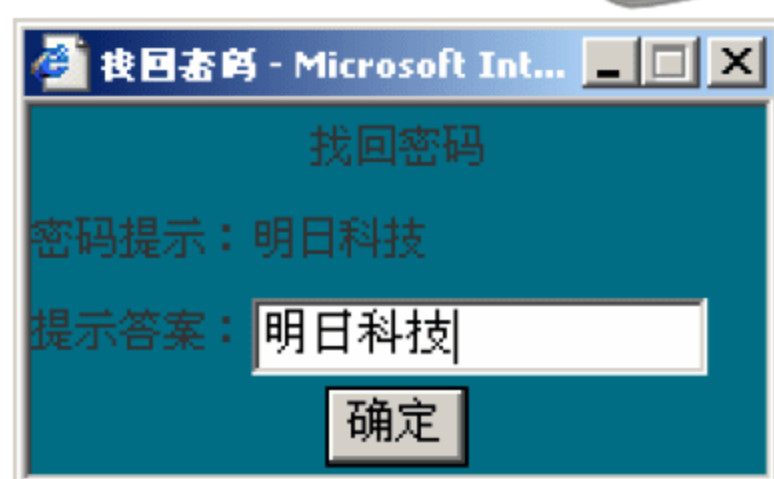 找回密码 - Microsoft Int...
找回密码
密码提示：明日科技
提示答案：明日科技
确定